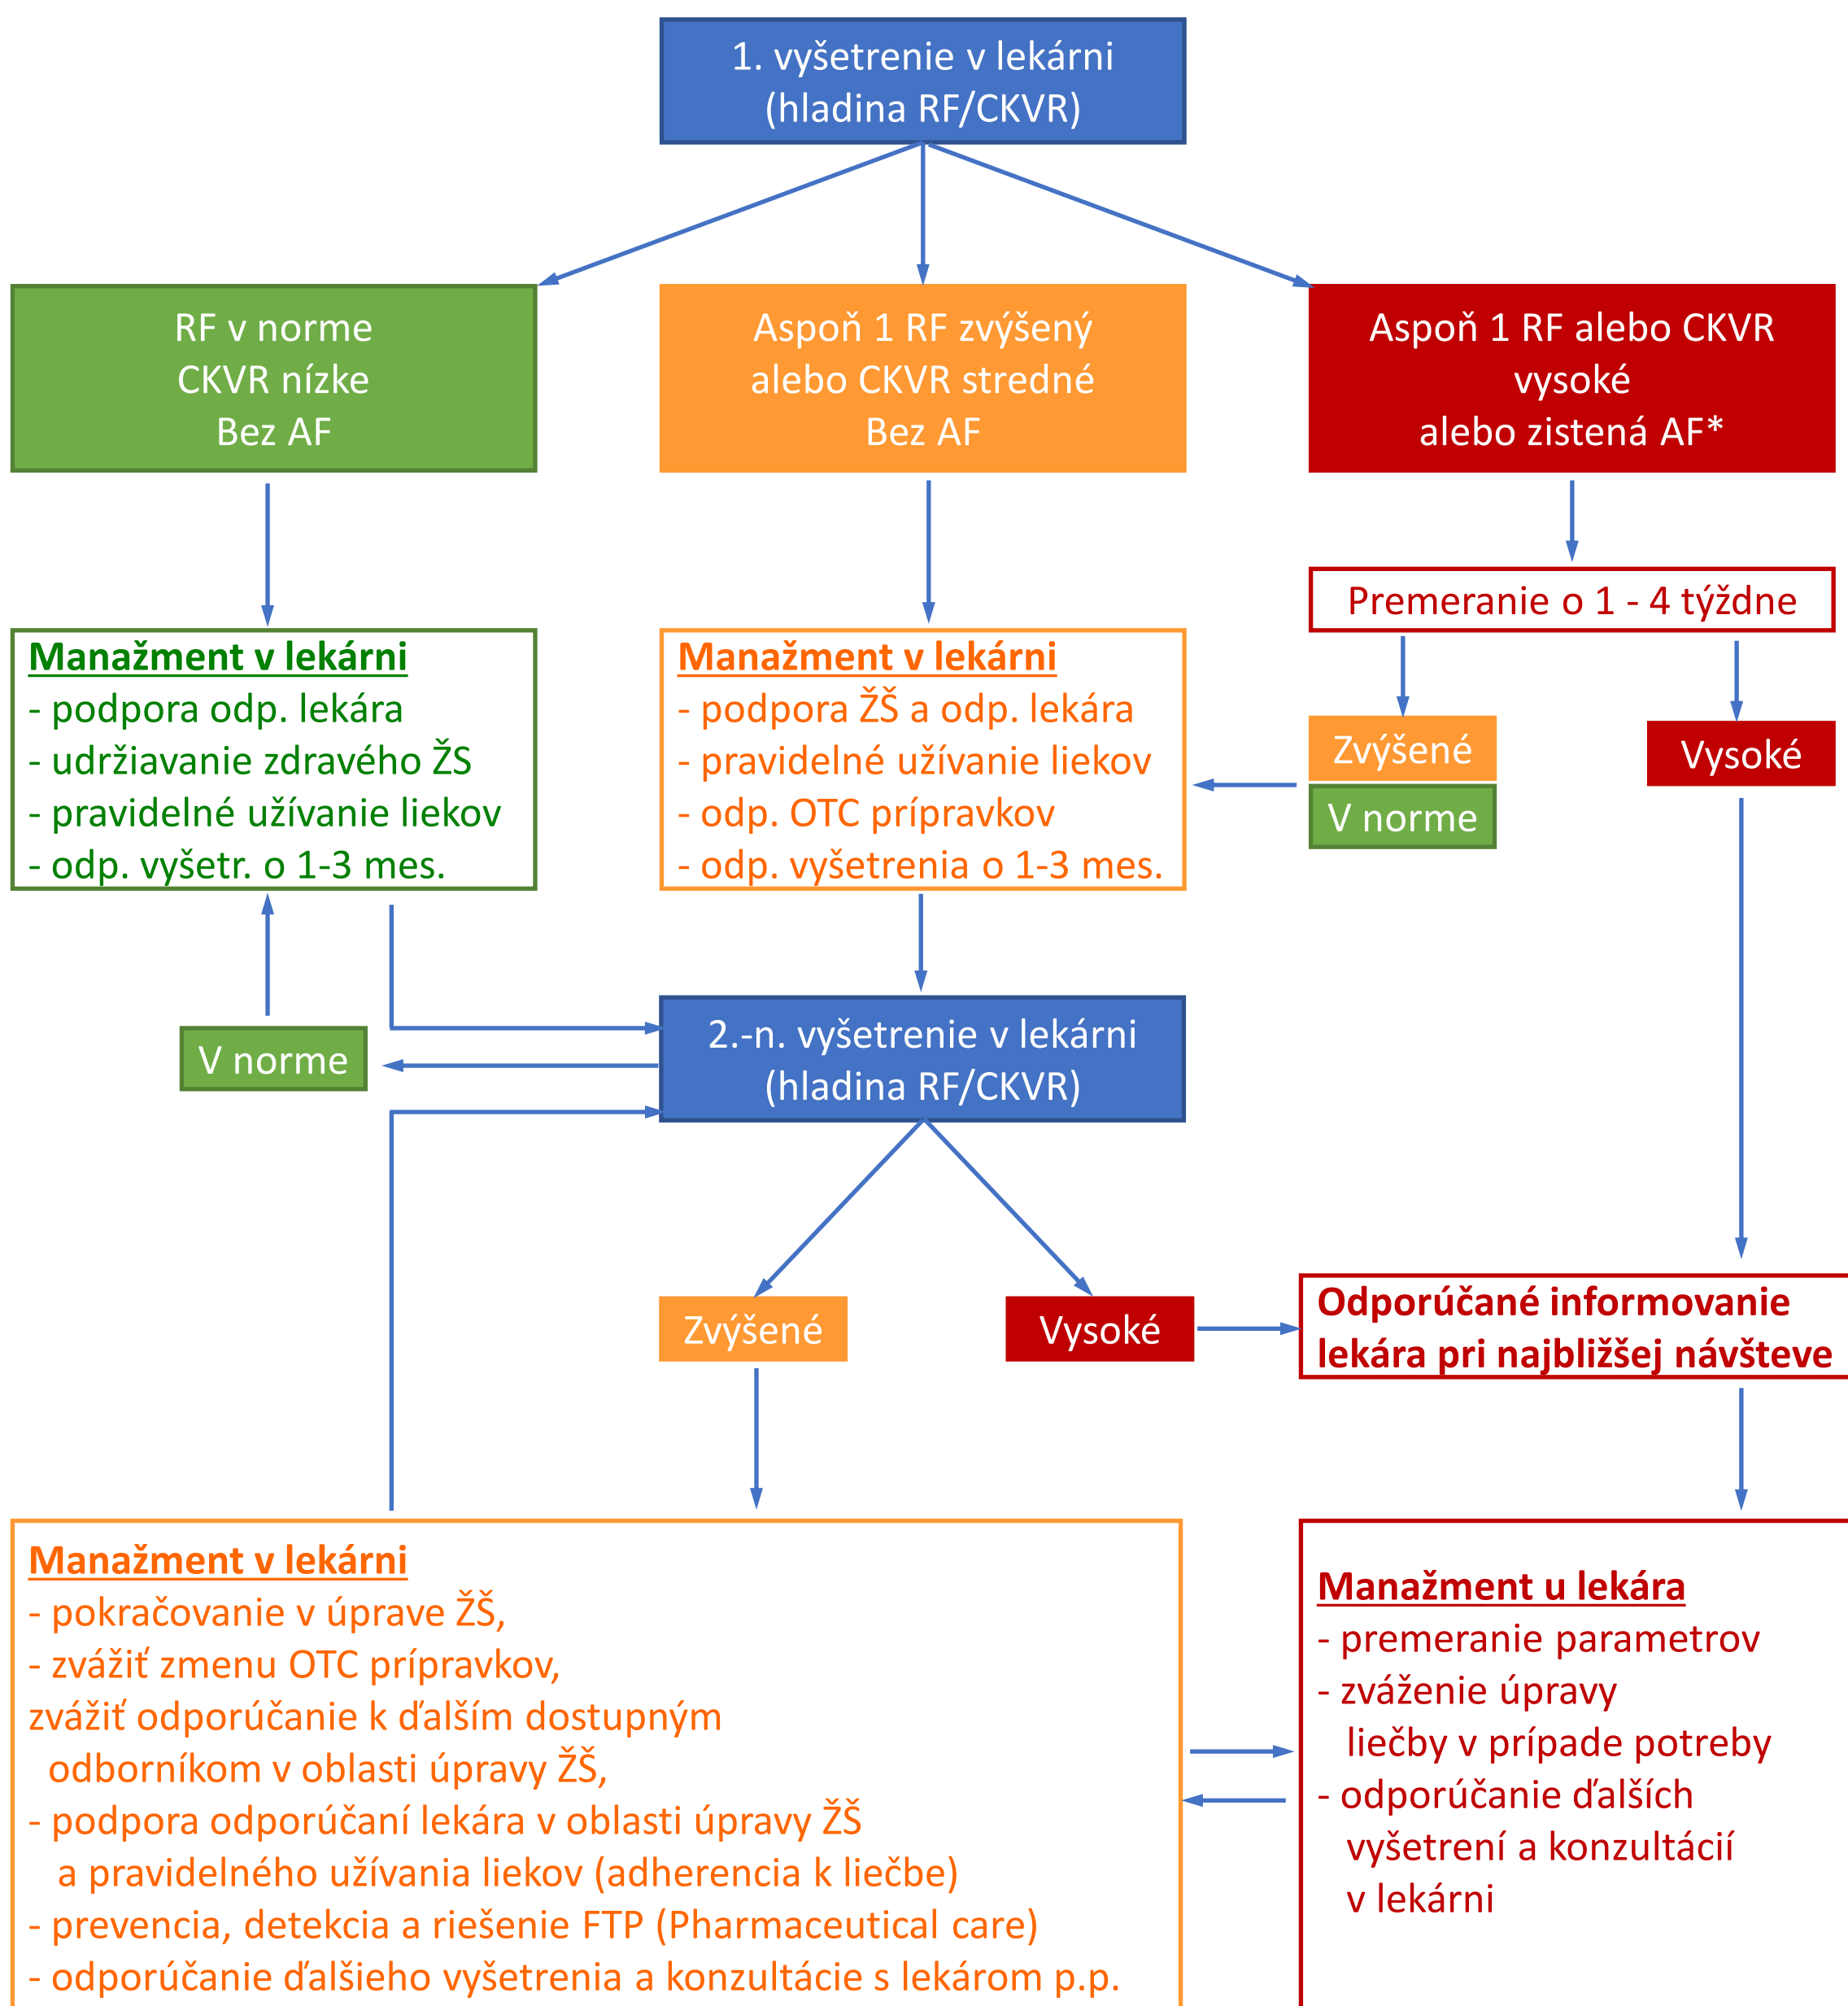 1. vyšetrenie v lekárni
(hladina RF/CKVR)
RF v norme
CKVR nízke
Bez AF
Aspoň 1 RF zvýšený
alebo CKVR stredné
Bez AF
Aspoň 1 RF alebo CKVR
vysoké
alebo zistená AF*
Premeranie o 1 - 4 týždne
Manažment v lekárni
- podpora odp. lekára
- udržiavanie zdravého ŽS
- pravidelné užívanie liekov
- odp. vyšetr. o 1-3 mes.
Manažment v lekárni
- podpora ŽŠ a odp. lekára
- pravidelné užívanie liekov
- odp. OTC prípravkov
- odp. vyšetrenia o 1-3 mes.
Zvýšené
V norme
Vysoké
V norme
2.-n. vyšetrenie v lekárni
(hladina RF/CKVR)
Zvýšené
Vysoké
Odporúčané informovanie
lekára pri najbližšej návšteve
Manažment v lekárni
- pokračovanie v úprave ŽŠ,
- zvážiť zmenu OTC prípravkov,
zvážiť odporúčanie k ďalším dostupným
odborníkom v oblasti úpravy ŽŠ,
- podpora odporúčaní lekára v oblasti úpravy ŽŠ
a pravidelného užívania liekov (adherencia k liečbe)
- prevencia, detekcia a riešenie FTP (Pharmaceutical care)
- odporúčanie ďalšieho vyšetrenia a konzultácie s lekárom p.p.
Manažment u lekára
- premeranie parametrov
- zváženie úpravy
liečby v prípade potreby
- odporúčanie ďalších
vyšetrení a konzultácií
v lekárni